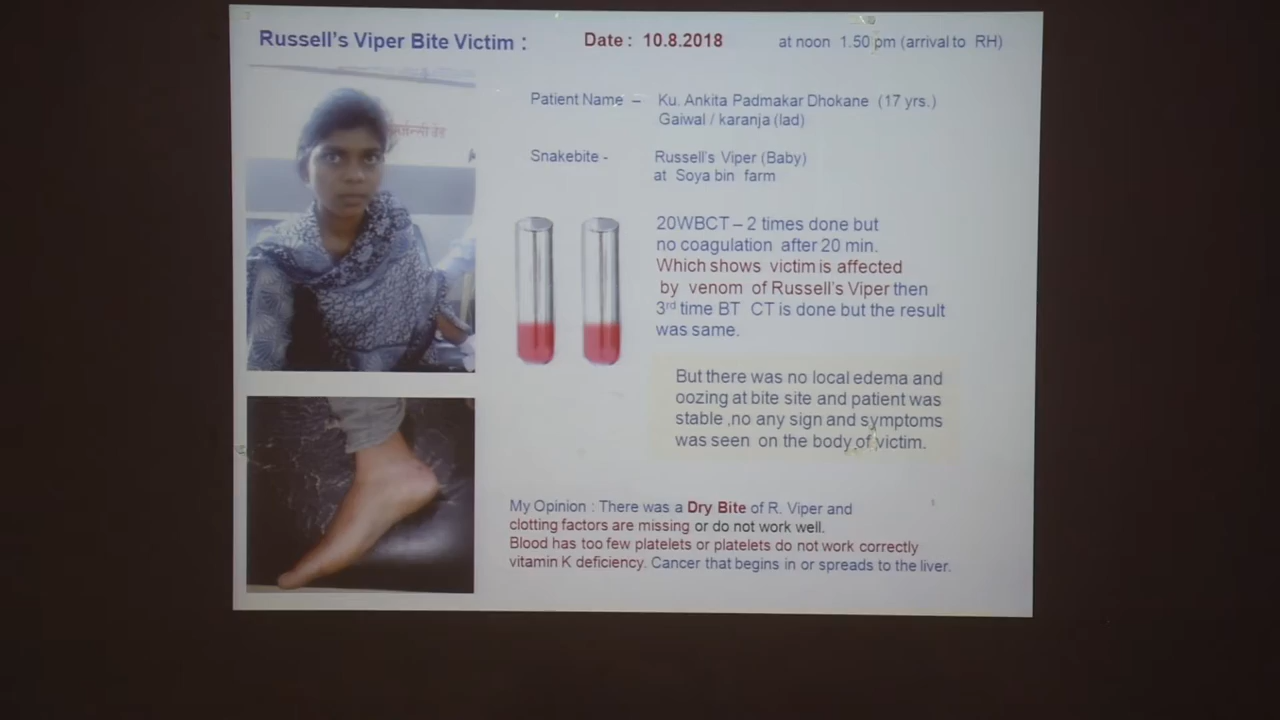 Russell's Viper Bite Victim :
Date : 10.8.2018
at noon 1.50 pm (arrival to RH)
Patient Name – Ku. Ankita Padmakar Dhokane (17 yrs.)
Gaiwal / karanja (lad)
Snakebite - Russell's Viper (Baby)
at Soya bin farm
20WBCT – 2 times done but
no coagulation after 20 min.
Which shows victim is affected
by venom of Russell's Viper then
3rd time BT CT is done but the result
was same.
But there was no local edema and
oozing at bite site and patient was
stable ,no any sign and symptoms
was seen on the body of victim.
My Opinion : There was a Dry Bite of R. Viper and
clotting factors are missing or do not work well.
Blood has too few platelets or platelets do not work correctly
vitamin K deficiency. Cancer that begins in or spreads to the liver.